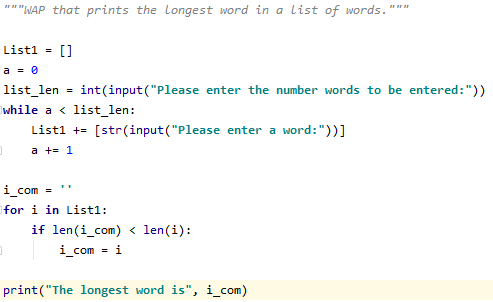 """WAP that prints the longest word in a list of words."""
List1 = []
a = 0
list_len = int(input("Please enter the number words to be entered:"))
while a < list_len:
    List1 += [str(input("Please enter a word:"))]
    a += 1
i_com = ''
for i in List1:
    if len(i_com) < len(i):
        i_com = i
print("The longest word is", i_com)